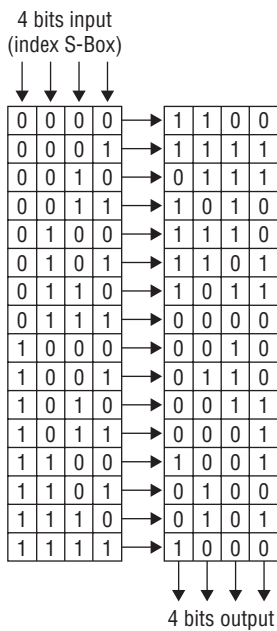 4 bits input
(index S-Box)
0 0 0 0 1 1 0 0
0 0 0 1 1 1 1 1
0 0 1 0 0 1 1 1
0 0 1 1 1 0 1 0
0 1 0 0 1 1 1 0
0 1 0 1 1 1 0 1
0 1 1 0 1 0 1 1
0 1 1 1 0 0 0 0
1 0 0 0 0 0 1 0
1 0 0 1 0 1 1 0
1 0 1 0 0 0 1 1
1 0 1 1 0 0 0 1
1 1 0 0 1 0 0 1
1 1 0 1 0 1 0 0
1 1 1 0 0 1 0 1
1 1 1 1 1 0 0 0
4 bits output